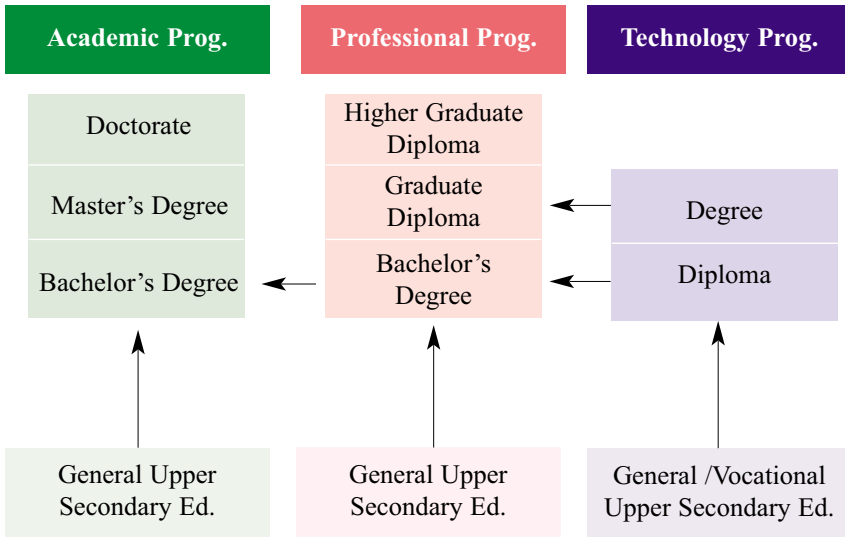 Academic Prog.
Professional Prog.
Technology Prog.
Doctorate
Higher Graduate
Diploma
Master’s Degree
Graduate
Diploma
Degree
Bachelor’s Degree
Bachelor’s
Degree
Diploma
General Upper
Secondary Ed.
General Upper
Secondary Ed.
General /Vocational
Upper Secondary Ed.